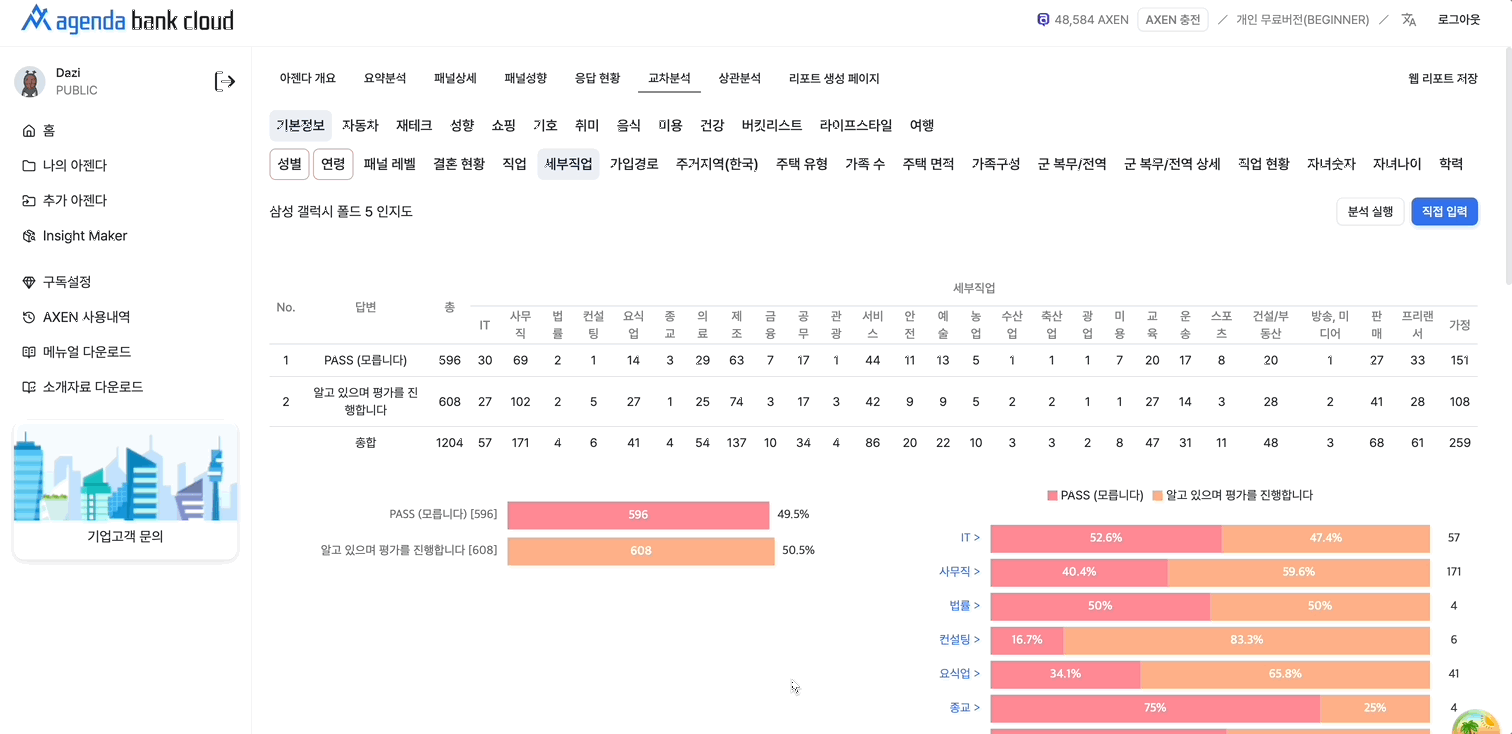 agenda bank cloud
48,584 AXEN AXEN 충전 / 개인 무료버전(BEGINNER) / 로그아웃
Dazi
PUBLIC
홈
나의 아젠다
추가 아젠다
Insight Maker
구독설정
AXEN 사용내역
메뉴얼 다운로드
소개자료 다운로드
기업고객 문의
아젠다 개요 요약분석 패널상세 패널성향 응답 현황 교차분석 상관분석 리포트 생성 페이지 웹 리포트 저장
기본정보 자동차 재테크 성향 쇼핑 기호 취미 음식 미용 건강 버킷리스트 라이프스타일 여행
성별 연령 패널 레벨 결혼 현황 직업 세부직업 가입경로 주거지역(한국) 주택 유형 가족 수 주택 면적 가족구성 군 복무/전역 군 복무/전역 상세 직업 현황 자녀숫자 자녀나이 학력
삼성 갤럭시 폴드 5 인지도 분석 실행 직접 입력
세부직업
No. 답변 총 IT 사무직 법률 컨설팅 요식업 종교 의료 제조 금융 공무 관광 서비스 안전 예술 농업 수산업 축산업 광업 미용 교육 운송 스포츠 건설/부동산 방송, 미디어 판매 프리랜서 가정
1 PASS (모릅니다) 596 30 69 2 1 14 3 29 63 7 17 1 44 11 13 5 1 1 1 7 20 17 8 20 1 27 33 151
2 알고 있으며 평가를 진행합니다 608 27 102 2 5 27 1 25 74 3 17 3 42 9 9 5 2 2 1 1 27 14 3 28 2 41 28 108
종합 1204 57 171 4 6 41 4 54 137 10 34 4 86 20 22 10 3 3 2 8 47 31 11 48 3 68 61 259
PASS (모릅니다) [596] 596 49.5%
알고 있으며 평가를 진행합니다 [608] 608 50.5%
PASS (모릅니다) 알고 있으며 평가를 진행합니다
IT > 52.6% 47.4% 57
사무직 > 40.4% 59.6% 171
법률 > 50% 50% 4
컨설팅 > 16.7% 83.3% 6
요식업 > 34.1% 65.8% 41
종교 > 75% 25% 4